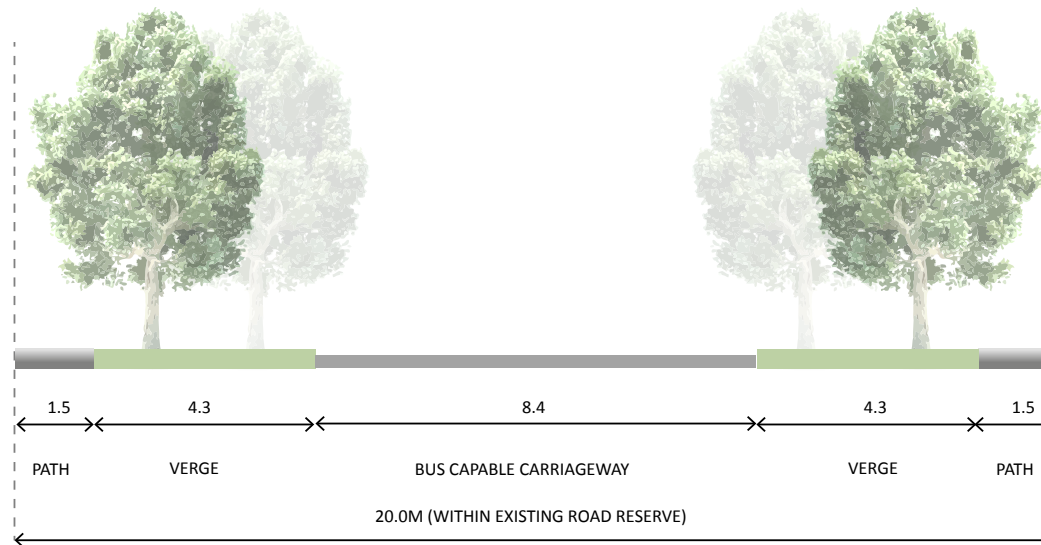 1.5 4.3 8.4 4.3 1.5
PATH VERGE BUS CAPABLE CARRIAGEWAY VERGE PATH
20.0M (WITHIN EXISTING ROAD RESERVE)